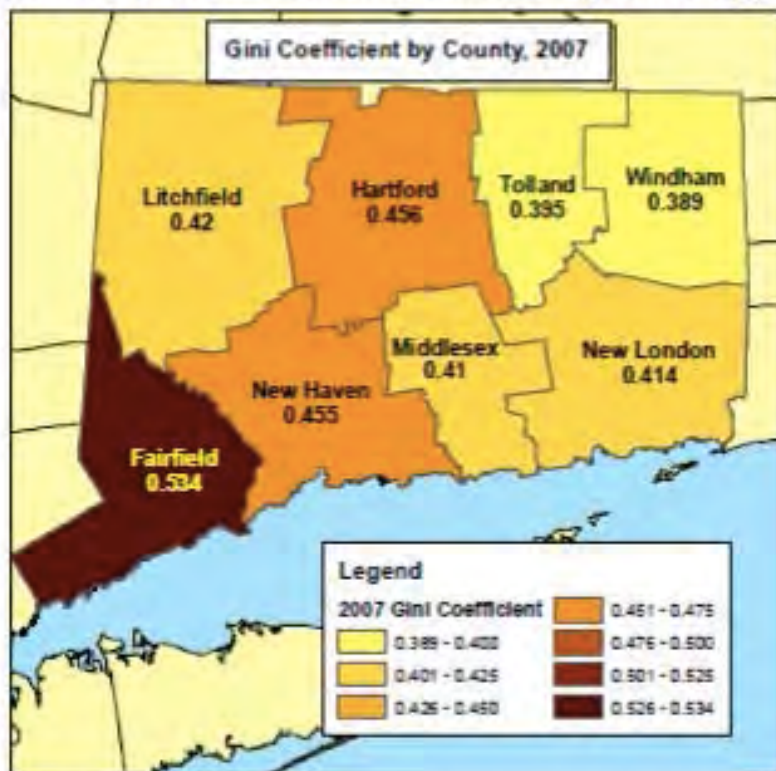 Gini Coefficient by County, 2007
Litchfield
0.42
Hartford
0.456
Tolland
0.395
Windham
0.389
Middlesex
0.41
New London
0.414
New Haven
0.455
Fairfield
0.534
Legend
2007 Gini Coefficient
0.389 - 0.400
0.401 - 0.425
0.426 - 0.450
0.451 - 0.475
0.476 - 0.500
0.501 - 0.525
0.526 - 0.534